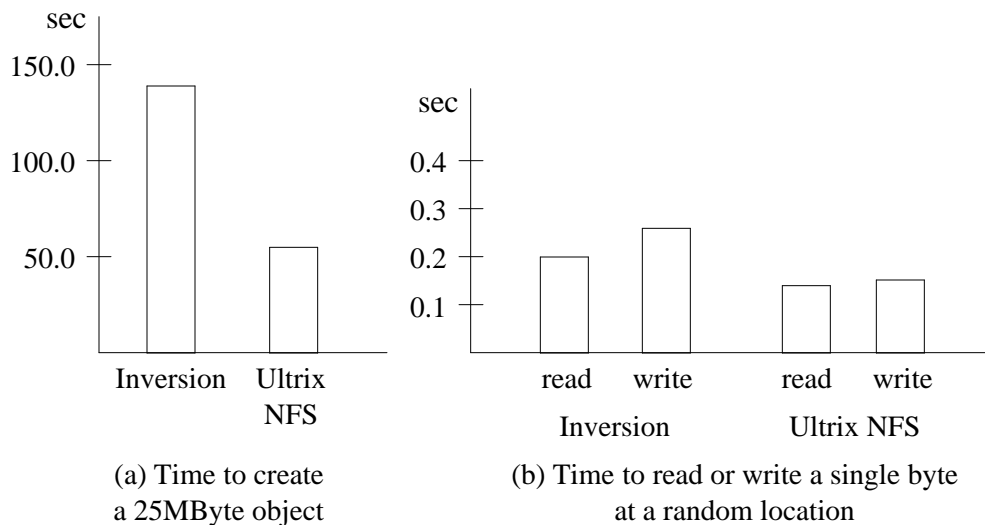 sec
150.0
100.0
50.0
Inversion Ultrix
NFS
(a) Time to create
a 25MByte object
sec
0.4
0.3
0.2
0.1
read write read write
Inversion Ultrix NFS
(b) Time to read or write a single byte
at a random location